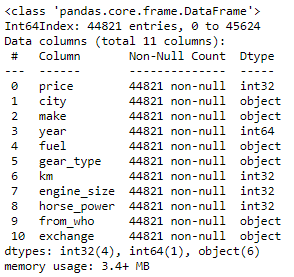 <class 'pandas.core.frame.DataFrame'>
Int64Index: 44821 entries, 0 to 45624
Data columns (total 11 columns):
 #   Column       Non-Null Count  Dtype
---  ------       --------------  -----
 0   price        44821 non-null  int32
 1   city         44821 non-null  object
 2   make         44821 non-null  object
 3   year         44821 non-null  int64
 4   fuel         44821 non-null  object
 5   gear_type    44821 non-null  object
 6   km           44821 non-null  int32
 7   engine_size  44821 non-null  int32
 8   horse_power  44821 non-null  int32
 9   from_who     44821 non-null  object
 10  exchange     44821 non-null  object
dtypes: int32(4), int64(1), object(6)
memory usage: 3.4+ MB